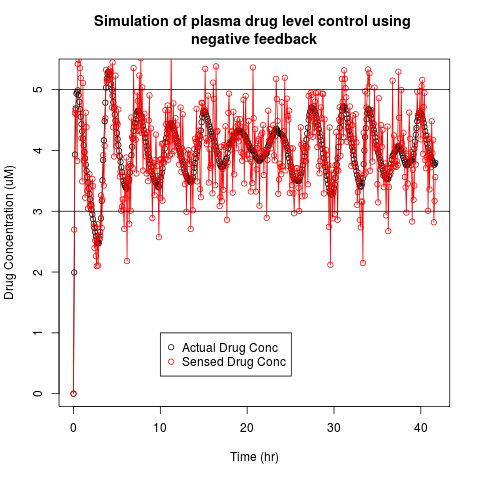 Simulation of plasma drug level control using
negative feedback
Drug Concentration (uM)
5
4
3
2
1
0
Actual Drug Conc
Sensed Drug Conc
0 10 20 30 40
Time (hr)